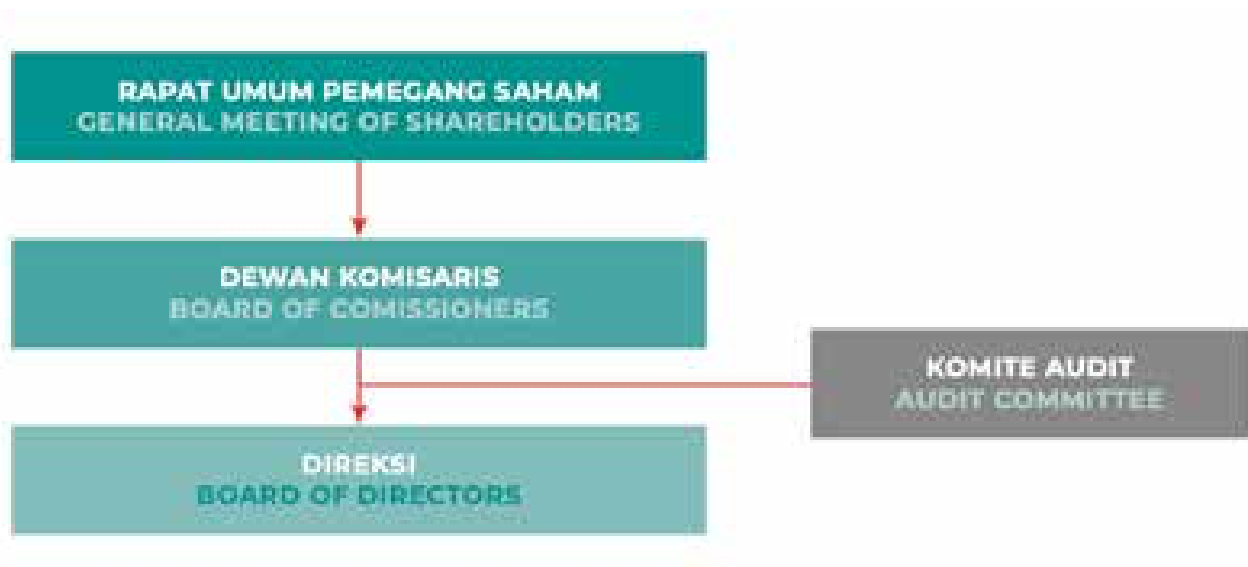 RAPAT UMUM PEMEGANG SAHAM
GENERAL MEETING OF SHAREHOLDERS
DEWAN KOMISARIS
BOARD OF COMISSIONERS
KOMITE AUDIT
AUDIT COMMITTEE
DIREKSI
BOARD OF DIRECTORS